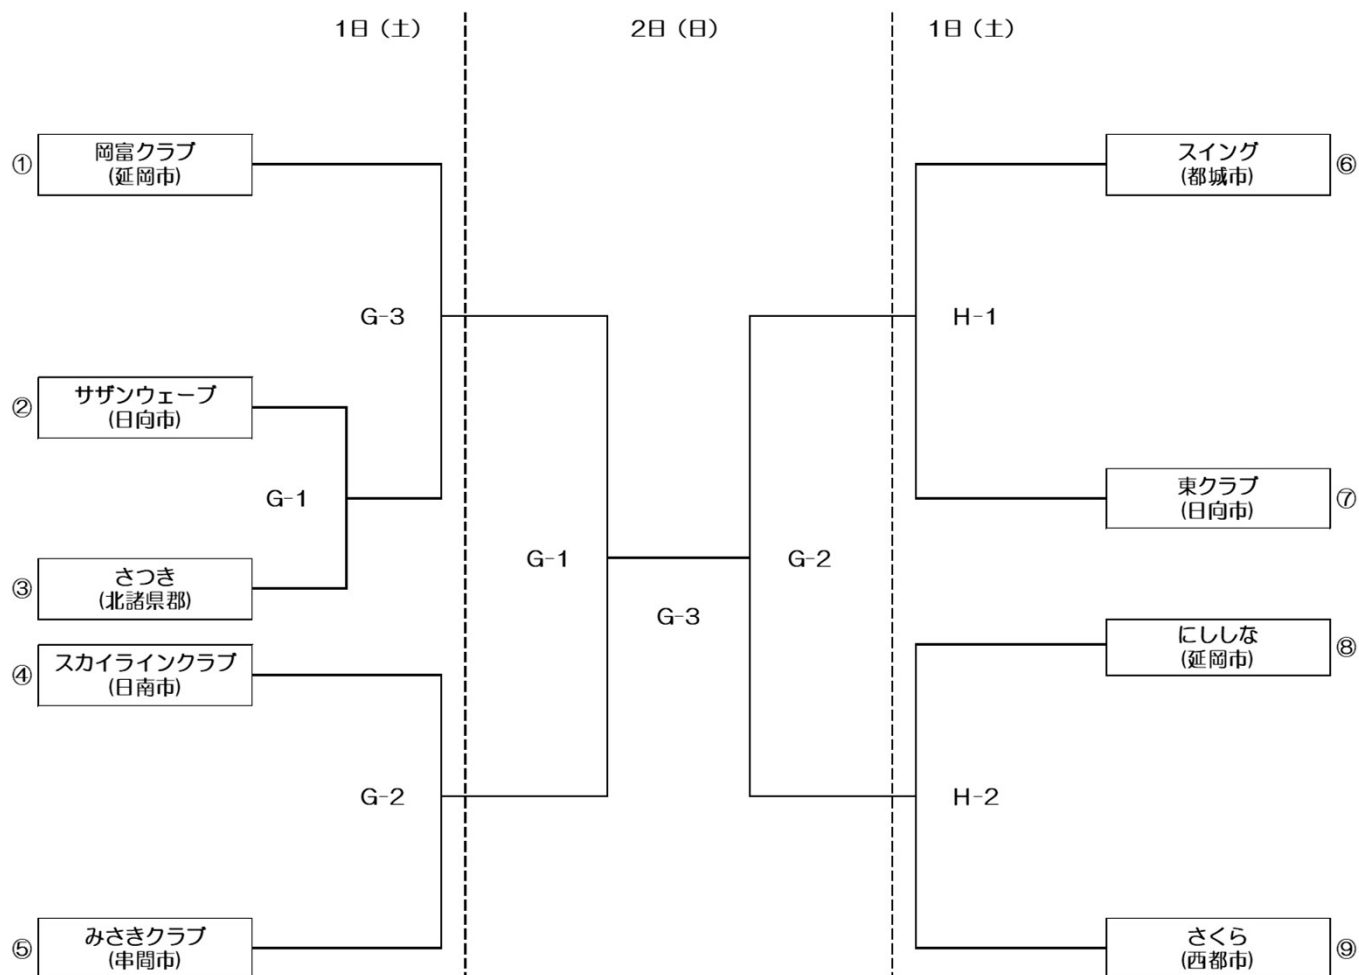 1日（土）
2日（日）
1日（土）
①
岡富クラブ
(延岡市)
スイング
(都城市)
⑥
G-3
H-1
②
サザンウェーブ
(日向市)
G-1
東クラブ
(日向市)
⑦
G-1
G-2
③
さつき
(北諸県郡)
G-3
④
スカイラインクラブ
(日南市)
にししな
(延岡市)
⑧
G-2
H-2
⑤
みさきクラブ
(串間市)
さくら
(西都市)
⑨